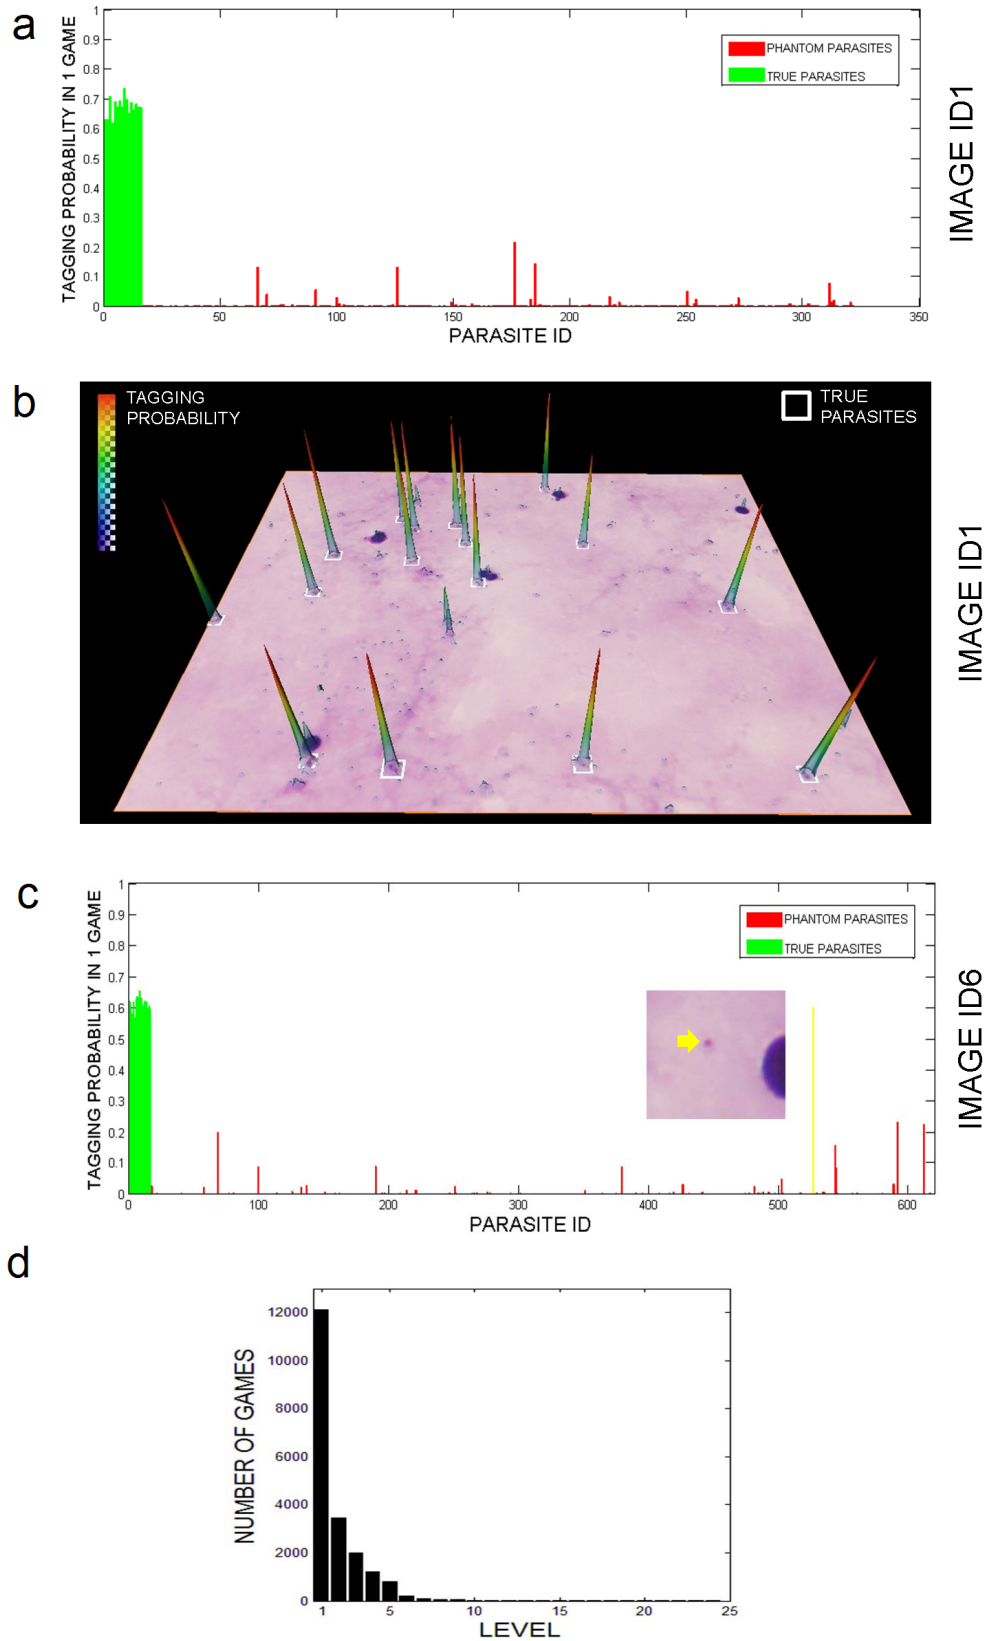 a
TAGGING PROBABILITY IN 1 GAME
1
0.9
0.8
0.7
0.6
0.5
0.4
0.3
0.2
0.1
0
PHANTOM PARASITES
TRUE PARASITES
0 50 100 150 200 250 300 350
PARASITE ID
IMAGE ID1
b
TAGGING
PROBABILITY
TRUE
PARASITES
IMAGE ID1
c
TAGGING PROBABILITY IN 1 GAME
1
0.9
0.8
0.7
0.6
0.5
0.4
0.3
0.2
0.1
0
PHANTOM PARASITES
TRUE PARASITES
0 100 200 300 400 500 600
PARASITE ID
IMAGE ID6
d
NUMBER OF GAMES
12000
10000
8000
6000
4000
2000
0
1 5 10 15 20 25
LEVEL